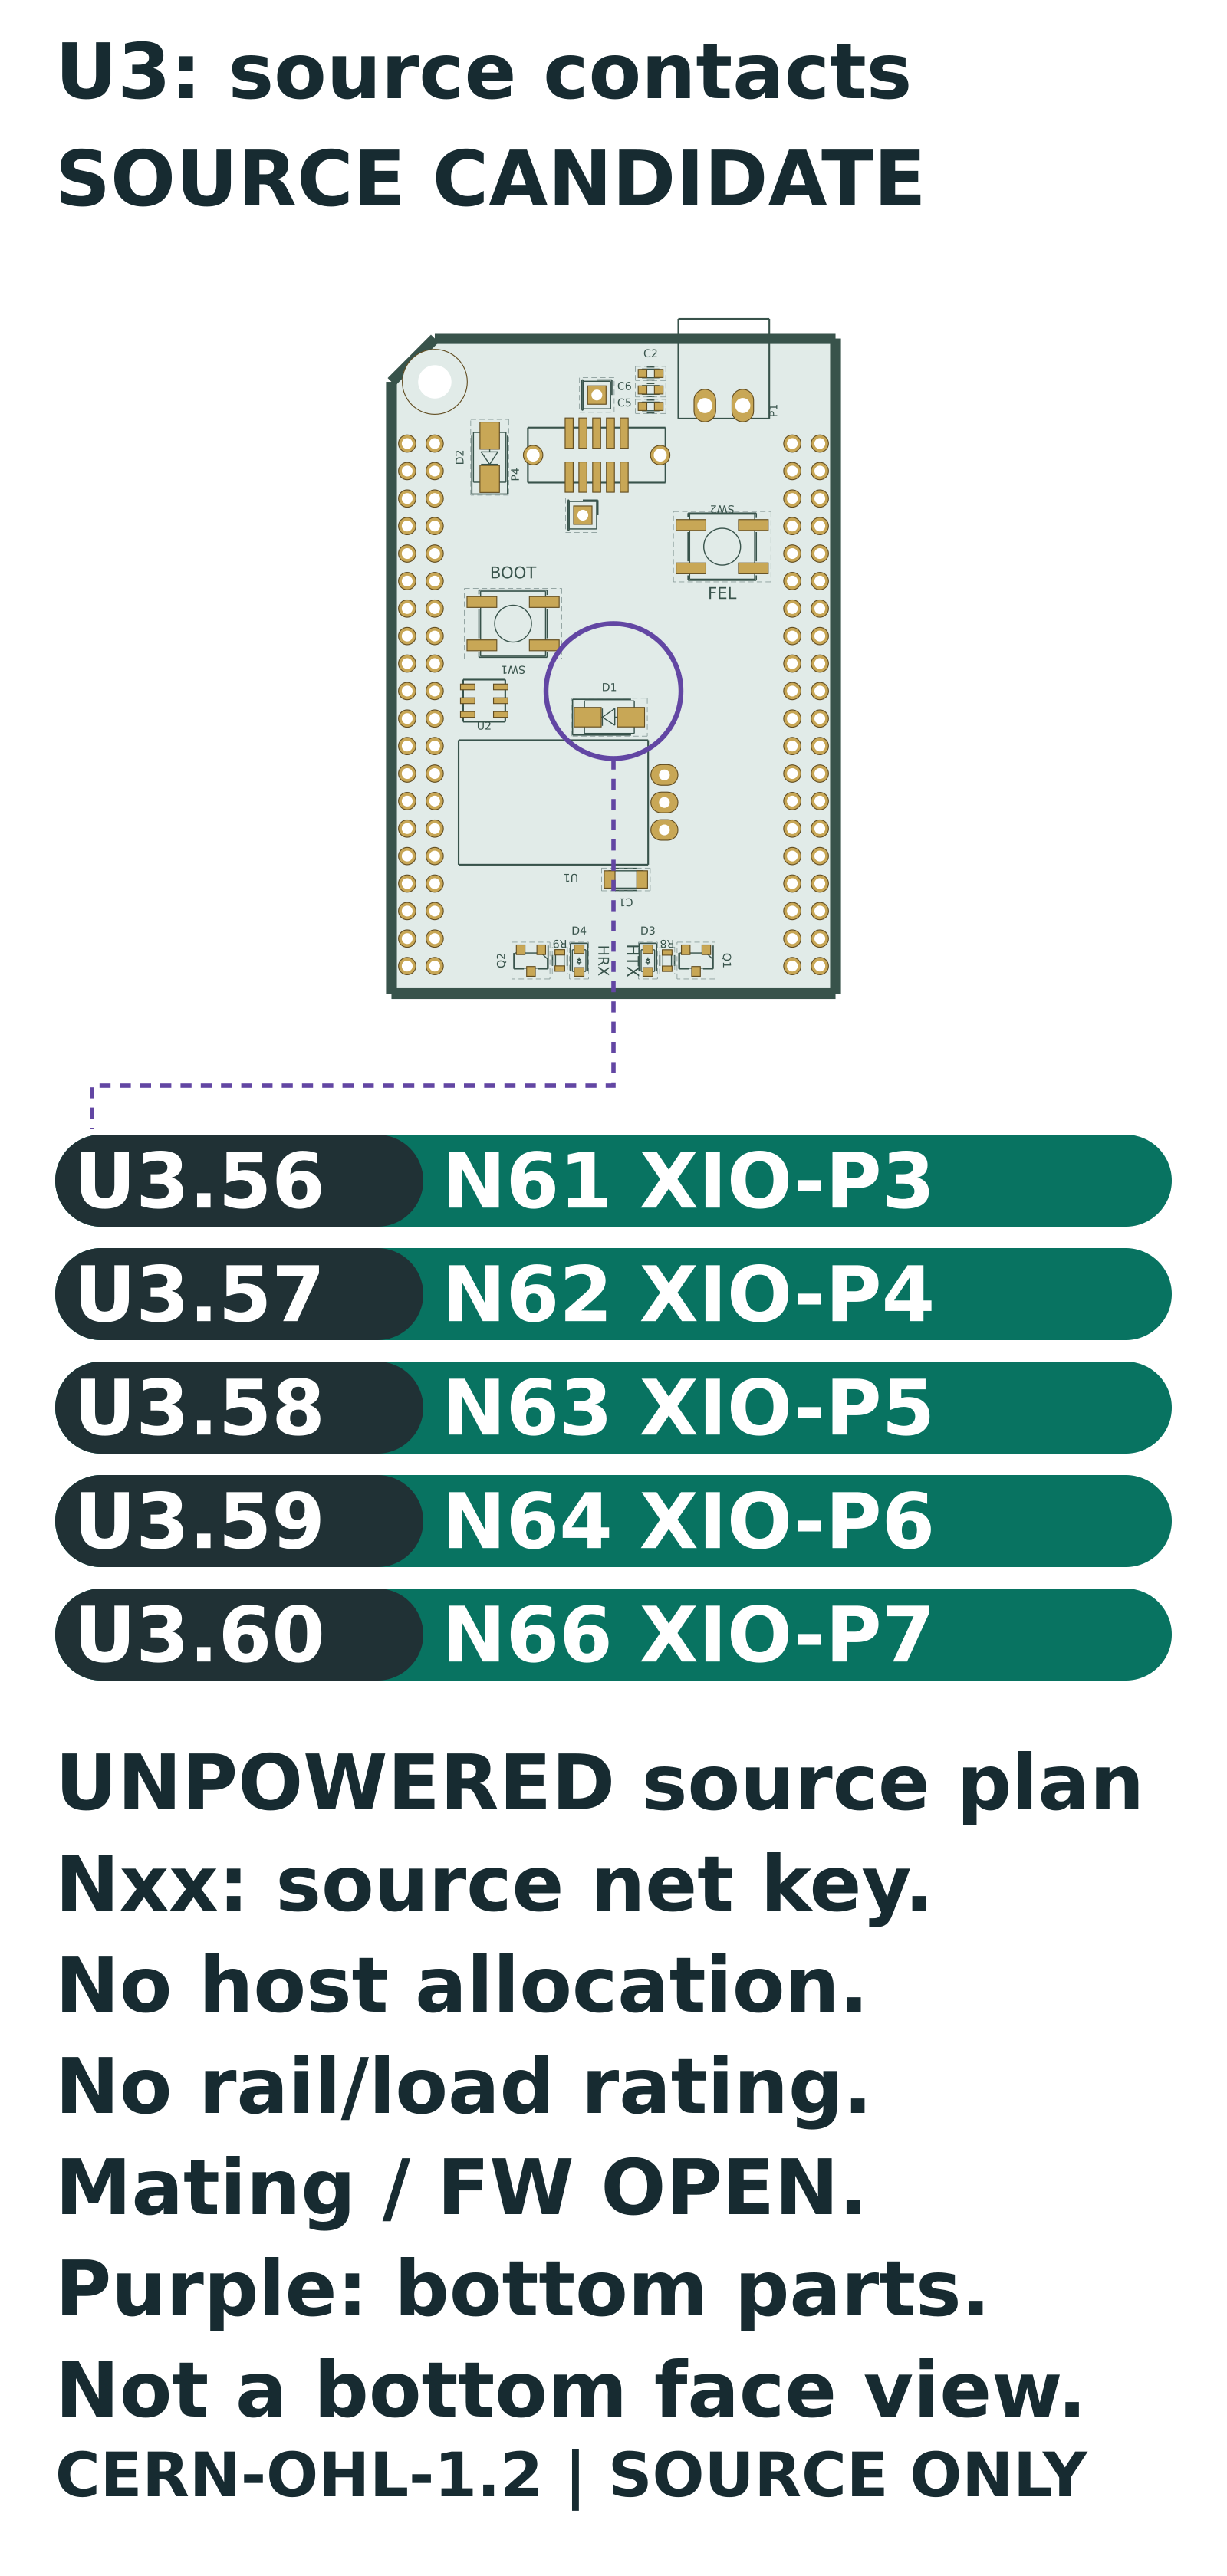 U3: source contacts
SOURCE CANDIDATE
C2
C6
C5
P1
D2
P4
SW2
BOOT
FEL
SW1
D1
U2
U1
C1
D4
D3
Q2
R9
HRX
HTX
R8
Q1
U3.56 N61 XIO-P3
U3.57 N62 XIO-P4
U3.58 N63 XIO-P5
U3.59 N64 XIO-P6
U3.60 N66 XIO-P7
UNPOWERED source plan
Nxx: source net key.
No host allocation.
No rail/load rating.
Mating / FW OPEN.
Purple: bottom parts.
Not a bottom face view.
CERN-OHL-1.2 | SOURCE ONLY